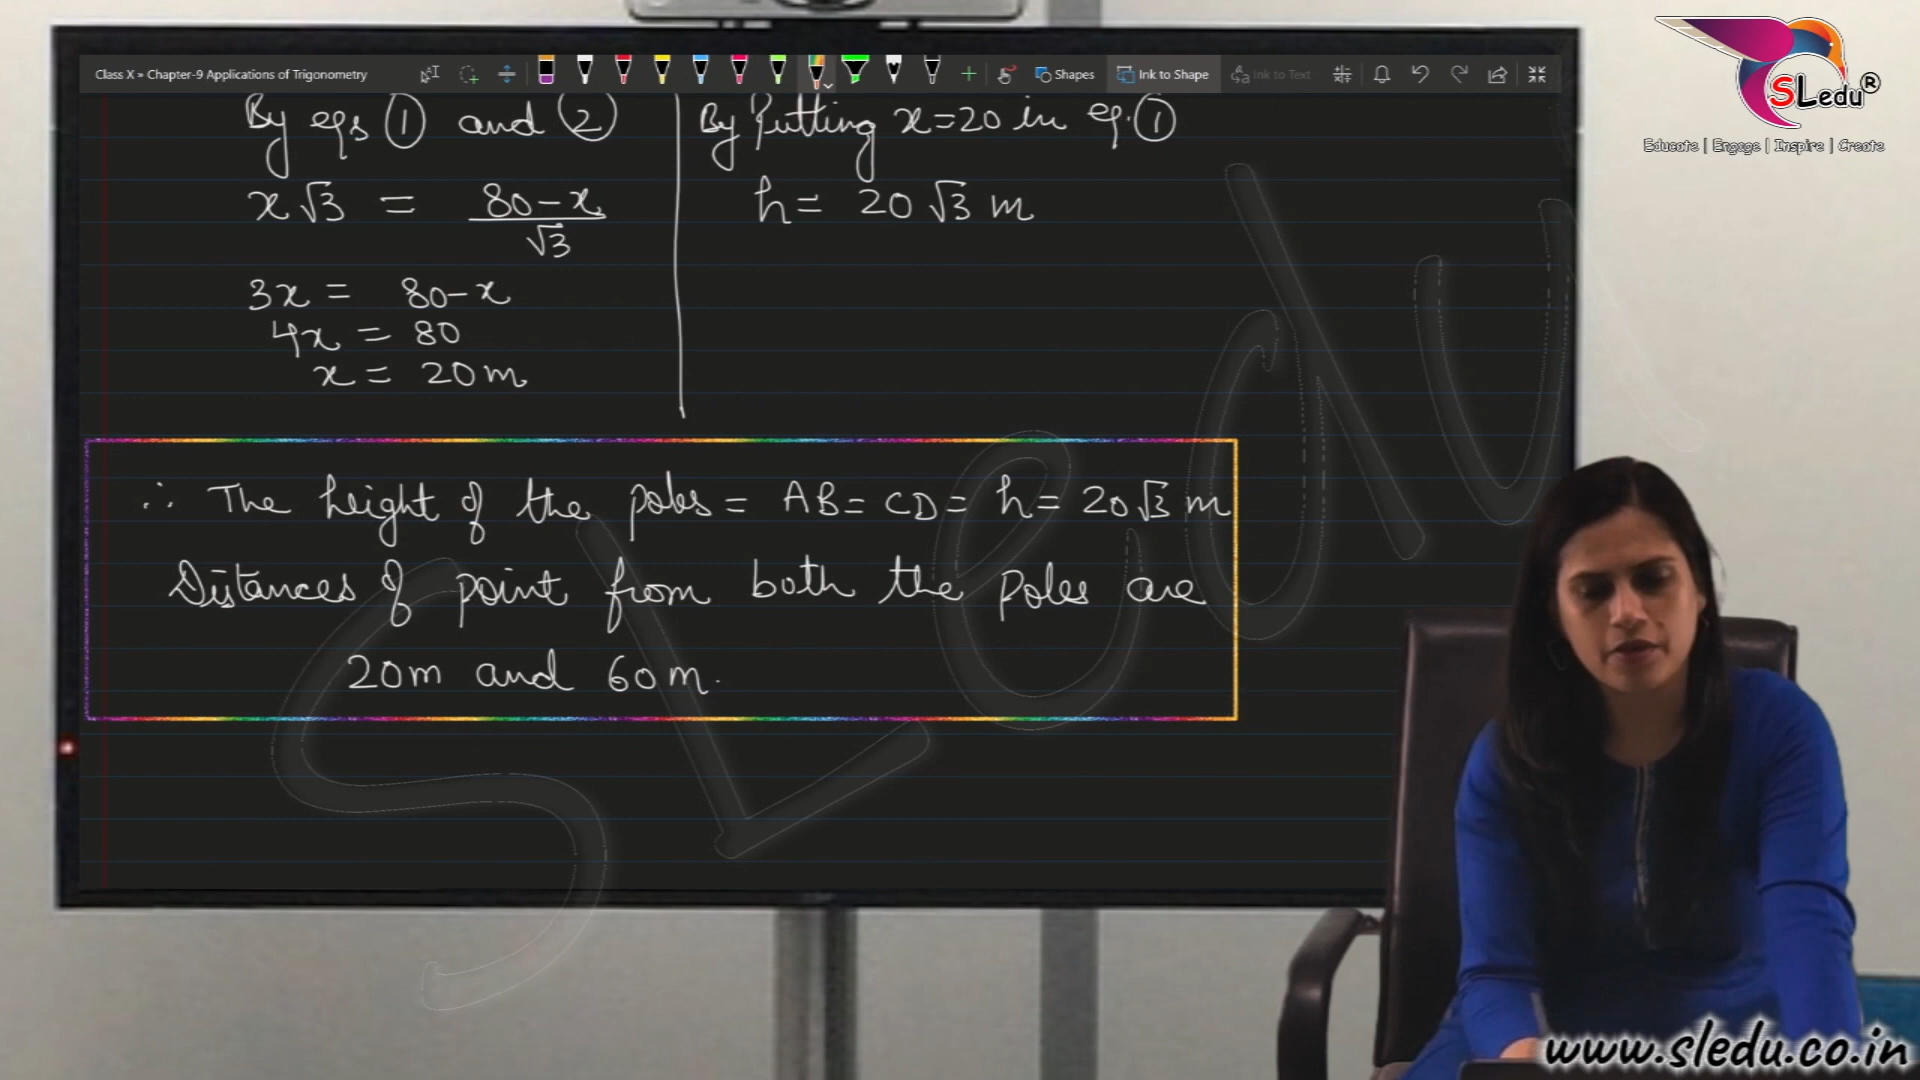 Class X » Chapter-9 Applications of Trigonometry
Shapes
Ink to Shape
Ink to Text
SLedu®
Educate | Engage | Inspire | Create
By eqs ① and ②
x√3 = 80-x / √3
3x = 80-x
4x = 80
x = 20m
By Putting x=20 in eq. ①
h= 20√3 m
∴ The height of the poles = AB= CD= h= 20√3 m
Distances of point from both the poles are
20m and 60m.
SLedu
www.sledu.co.in